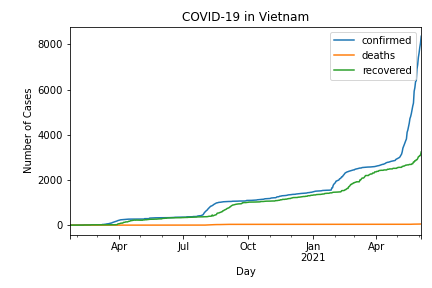 COVID-19 in Vietnam
confirmed
deaths
recovered
Number of Cases
8000
6000
4000
2000
0
Apr
Jul
Oct
Jan
2021
Apr
Day